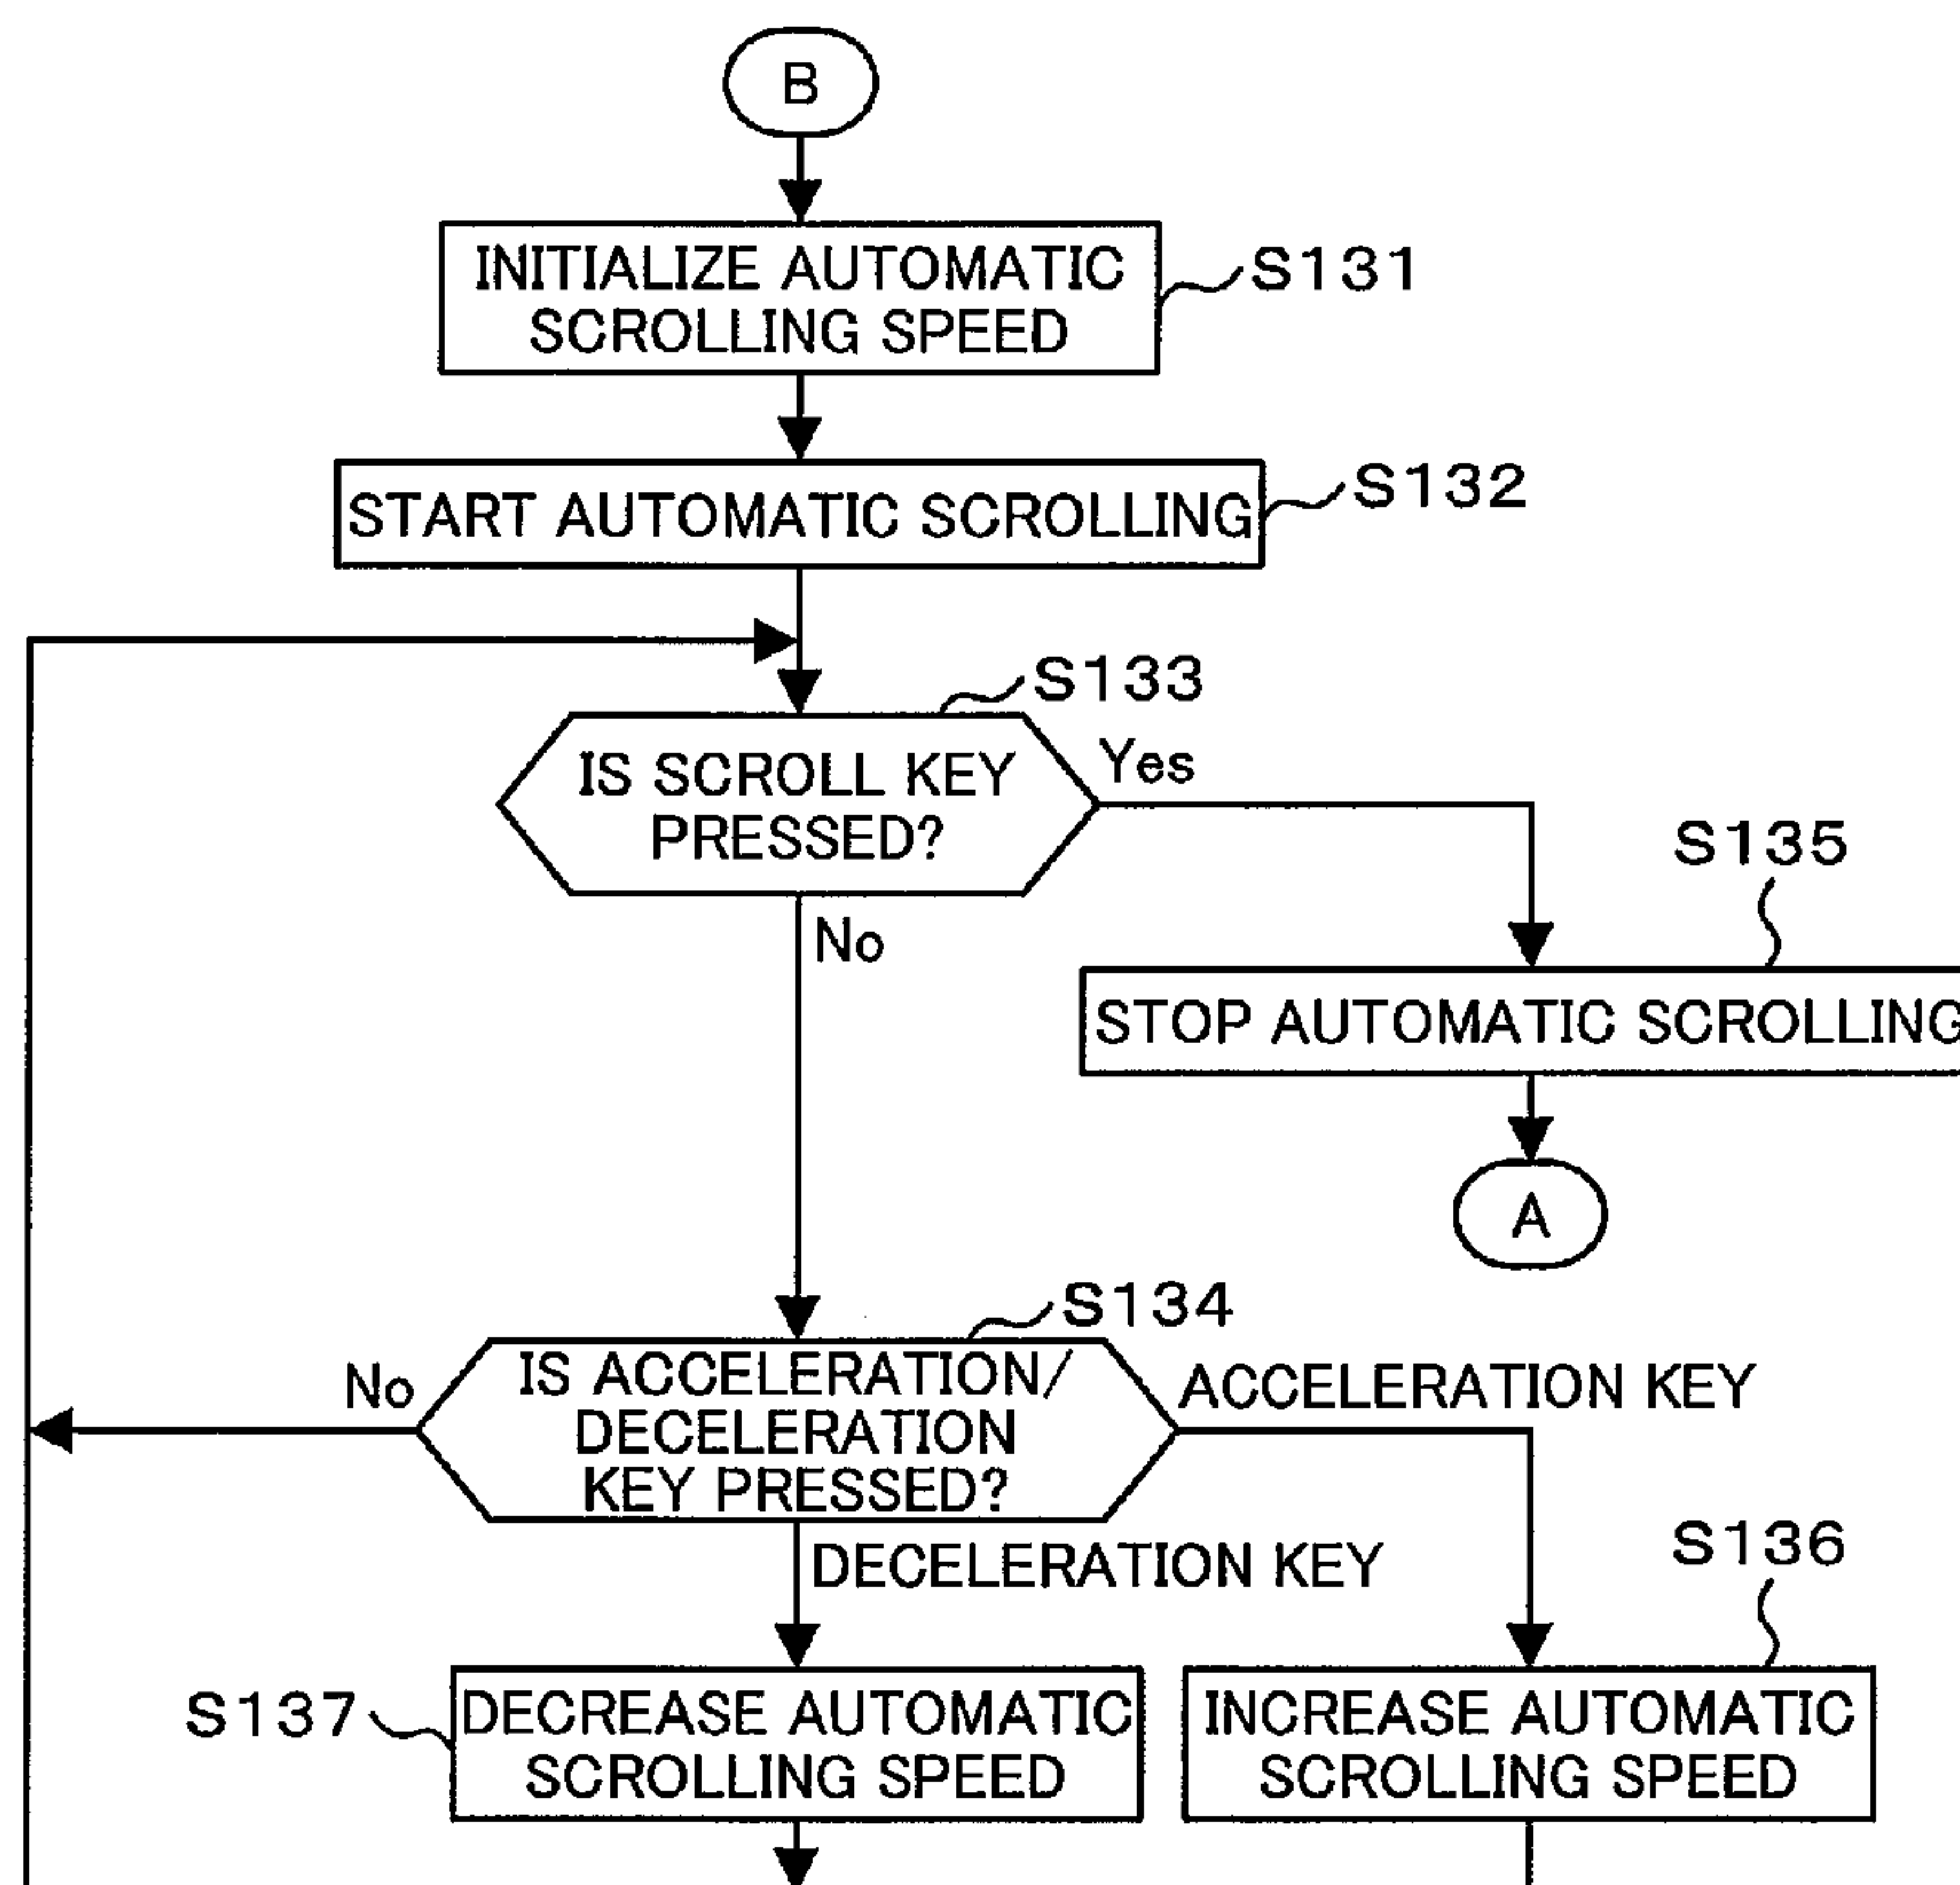 B
INITIALIZE AUTOMATIC
SCROLLING SPEED
S131
START AUTOMATIC SCROLLING
S132
S133
IS SCROLL KEY
PRESSED?
Yes
No
S135
STOP AUTOMATIC SCROLLING
A
S134
No
IS ACCELERATION/
DECELERATION
KEY PRESSED?
ACCELERATION KEY
DECELERATION KEY
S136
S137
DECREASE AUTOMATIC
SCROLLING SPEED
INCREASE AUTOMATIC
SCROLLING SPEED